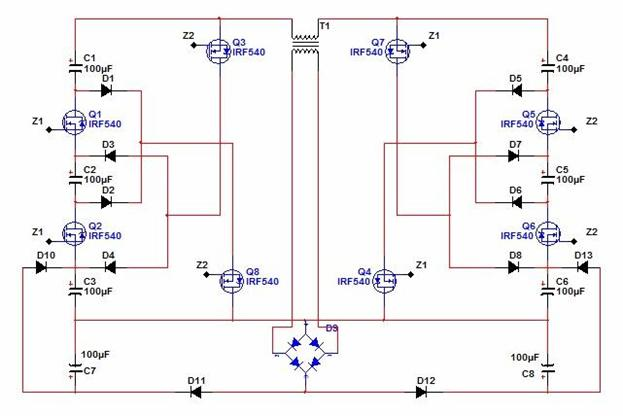 T1
Z2
Q3
IRF540
Q7
IRF540
Z1
C1
100µF
D1
C4
100µF
D5
Z1
Q1
IRF540
Q5
IRF540
Z2
D3
D7
C2
100µF
D2
C5
100µF
D6
Z1
Q2
IRF540
Q6
IRF540
Z2
D10
D4
D8
D13
Z2
Q8
IRF540
Q4
IRF540
Z1
C3
100µF
C6
100µF
D9
100µF
C7
100µF
C8
D11
D12